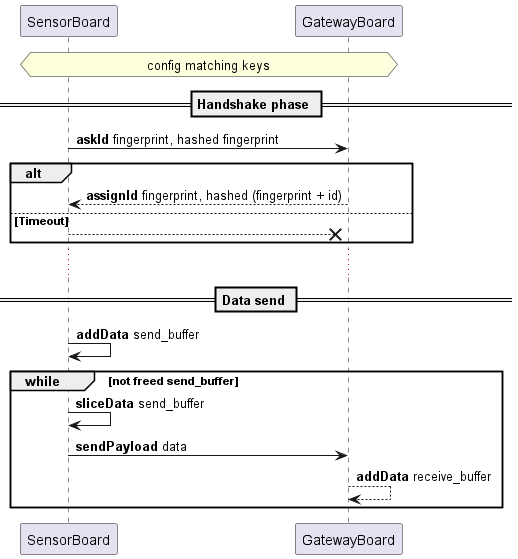 SensorBoard GatewayBoard
config matching keys
Handshake phase
askId fingerprint, hashed fingerprint
alt
assignId fingerprint, hashed (fingerprint + id)
[Timeout]
Data send
addData send_buffer
while [not freed send_buffer]
sliceData send_buffer
sendPayload data
addData receive_buffer
SensorBoard GatewayBoard